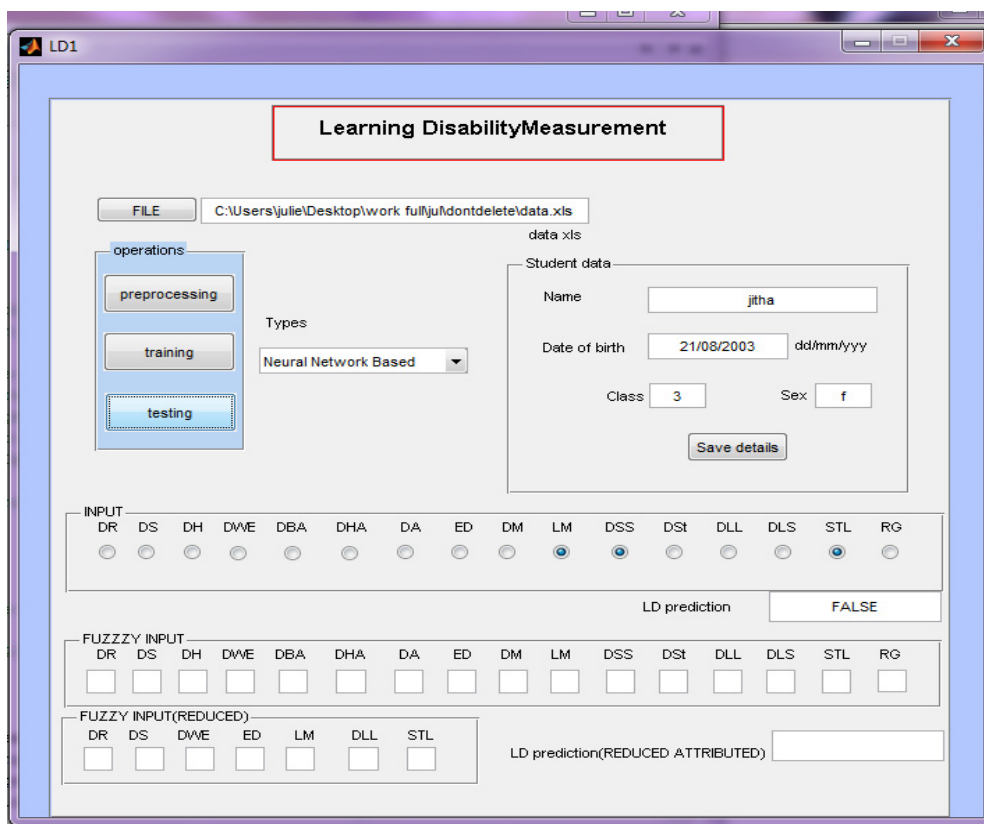 LD1
Learning DisabilityMeasurement
FILE C:\Users\julie\Desktop\work full\jul\dontdelete\data.xls
data xls
operations
preprocessing
training
testing
Types
Neural Network Based
Student data
Name jitha
Date of birth 21/08/2003 dd/mm/yyy
Class 3 Sex f
Save details
INPUT
DR DS DH DWE DBA DHA DA ED DM LM DSS DSt DLL DLS STL RG
LD prediction FALSE
FUZZZY INPUT
DR DS DH DWE DBA DHA DA ED DM LM DSS DSt DLL DLS STL RG
FUZZY INPUT(REDUCED)
DR DS DWE ED LM DLL STL
LD prediction(REDUCED ATTRIBUTED)